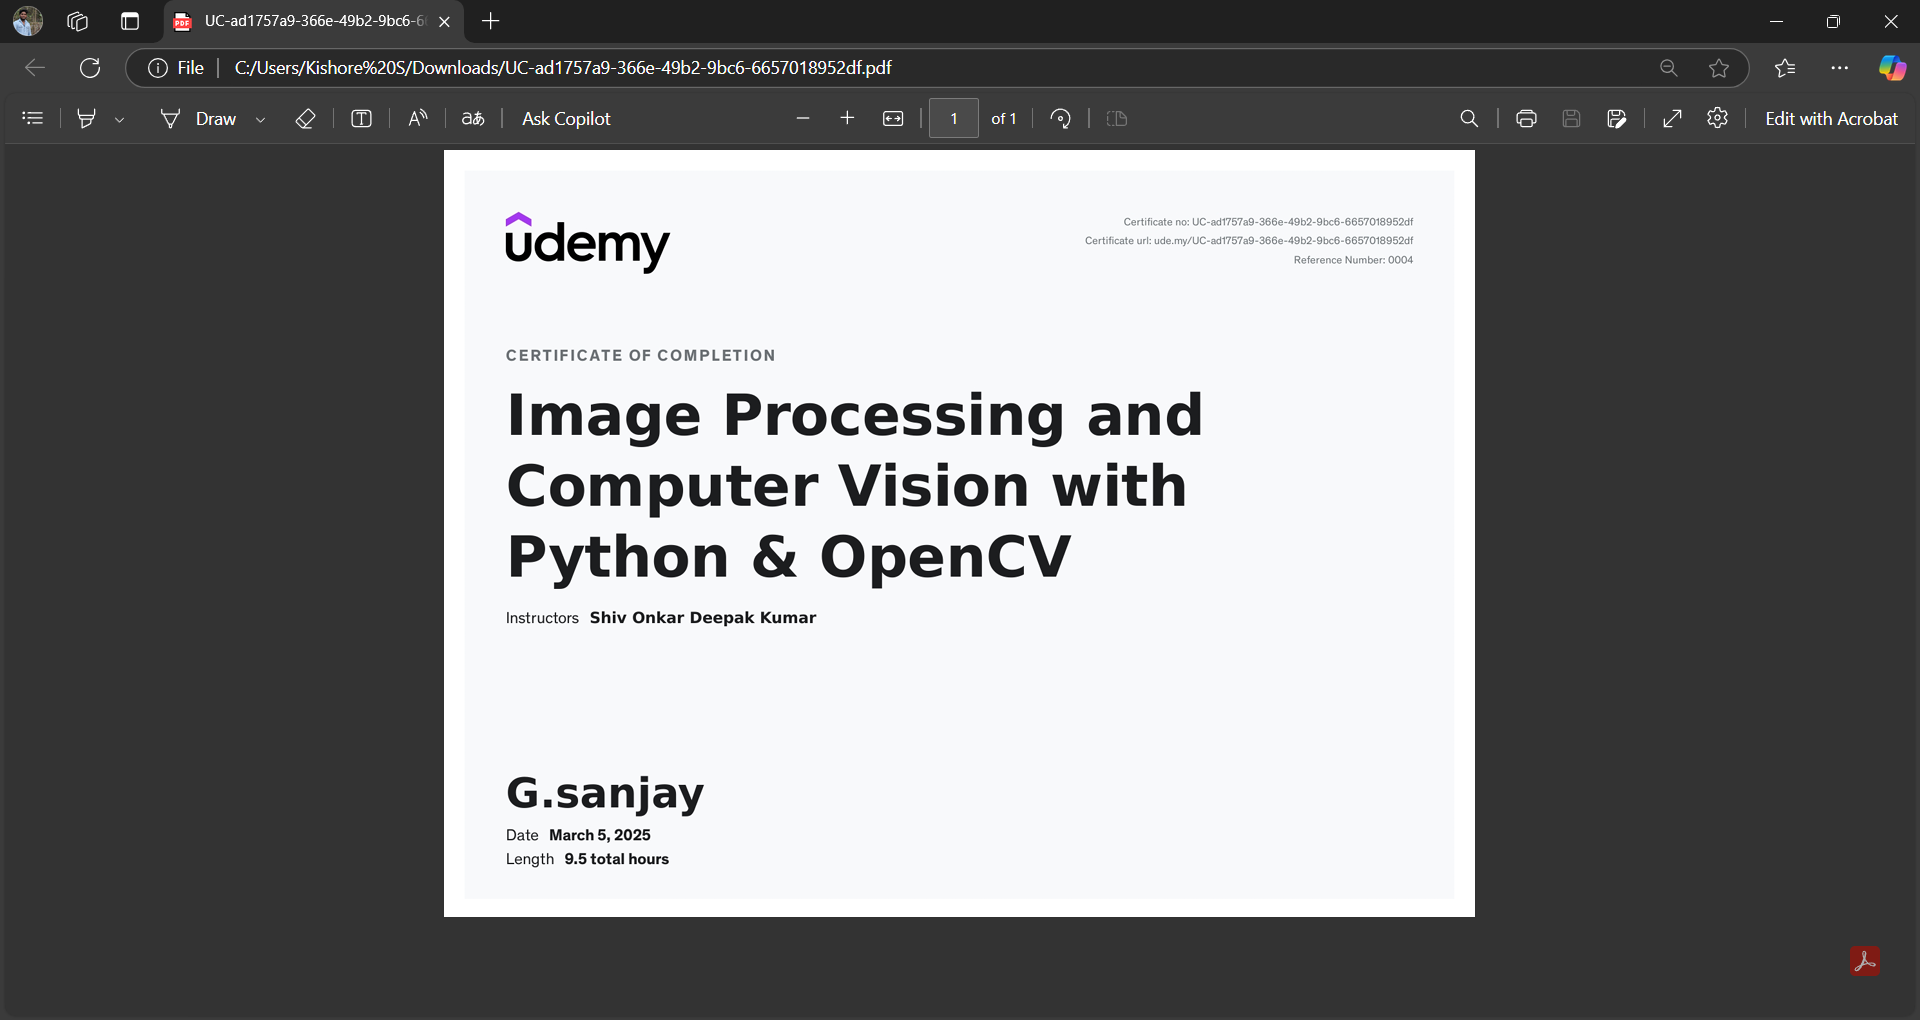 UC-ad1757a9-366e-49b2-9bc6-6
File
C:/Users/Kishore%20S/Downloads/UC-ad1757a9-366e-49b2-9bc6-6657018952df.pdf
Draw
aあ
Ask Copilot
1 of 1
Edit with Acrobat
udemy
Certificate no: UC-ad1757a9-366e-49b2-9bc6-6657018952df
Certificate url: ude.my/UC-ad1757a9-366e-49b2-9bc6-6657018952df
Reference Number: 0004
CERTIFICATE OF COMPLETION
Image Processing and
Computer Vision with
Python & OpenCV
Instructors Shiv Onkar Deepak Kumar
G.sanjay
Date March 5, 2025
Length 9.5 total hours